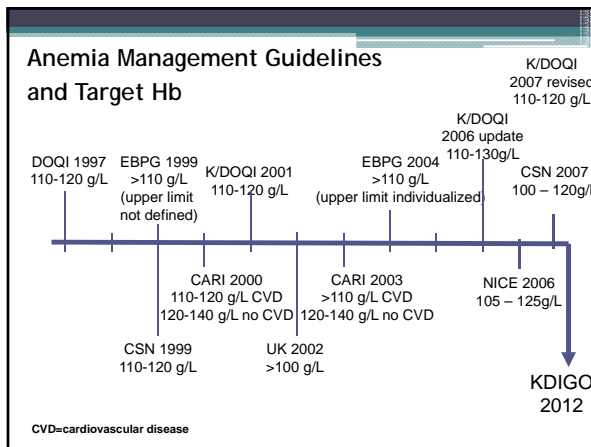 Anemia Management Guidelines
and Target Hb
K/DOQI
2007 revised
110-120 g/L
K/DOQI
2006 update
110-130g/L
DOQI 1997
110-120 g/L
EBPG 1999
>110 g/L
(upper limit
not defined)
K/DOQI 2001
110-120 g/L
EBPG 2004
>110 g/L
(upper limit individualized)
CSN 2007
100 – 120g/L
CARI 2000
110-120 g/L CVD
120-140 g/L no CVD
CARI 2003
>110 g/L CVD
120-140 g/L no CVD
NICE 2006
105 – 125g/L
CSN 1999
110-120 g/L
UK 2002
>100 g/L
KDIGO
2012
CVD=cardiovascular disease